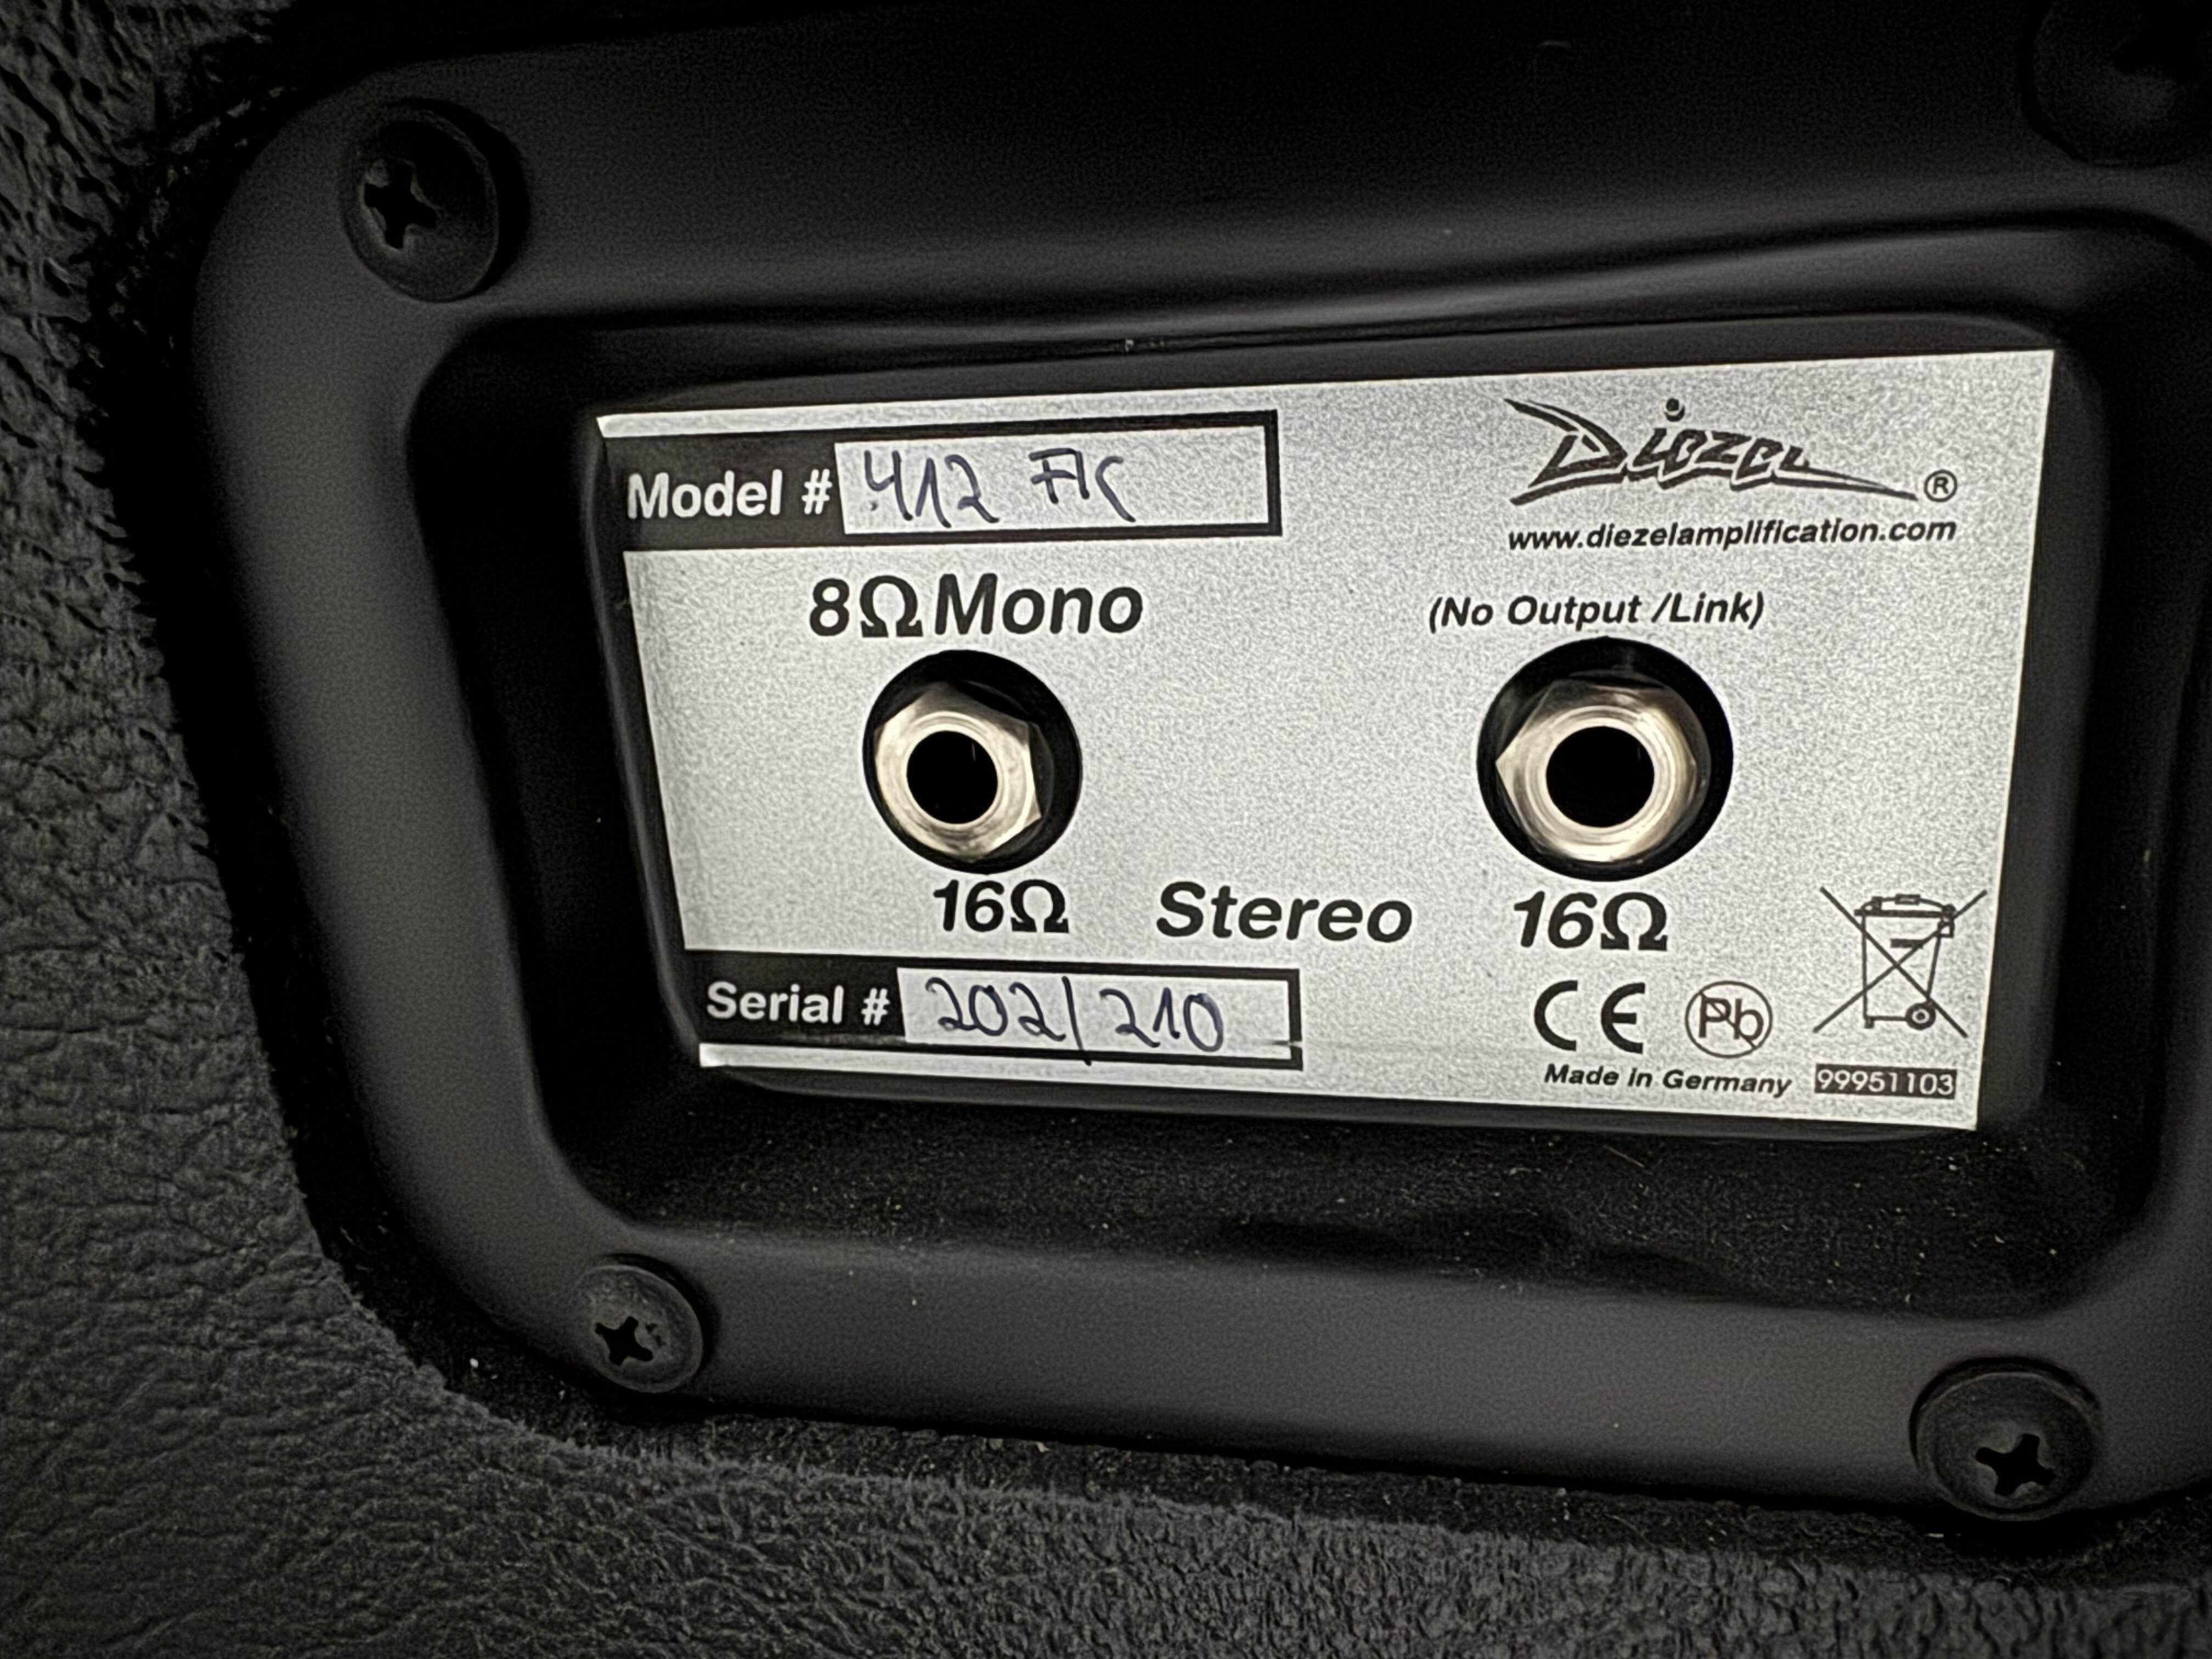 Model # 412 FK
Diezel ®
www.diezelamplification.com
8Ω Mono
(No Output /Link)
16Ω Stereo 16Ω
Serial # 202/210
CE Pb
Made in Germany 99951103